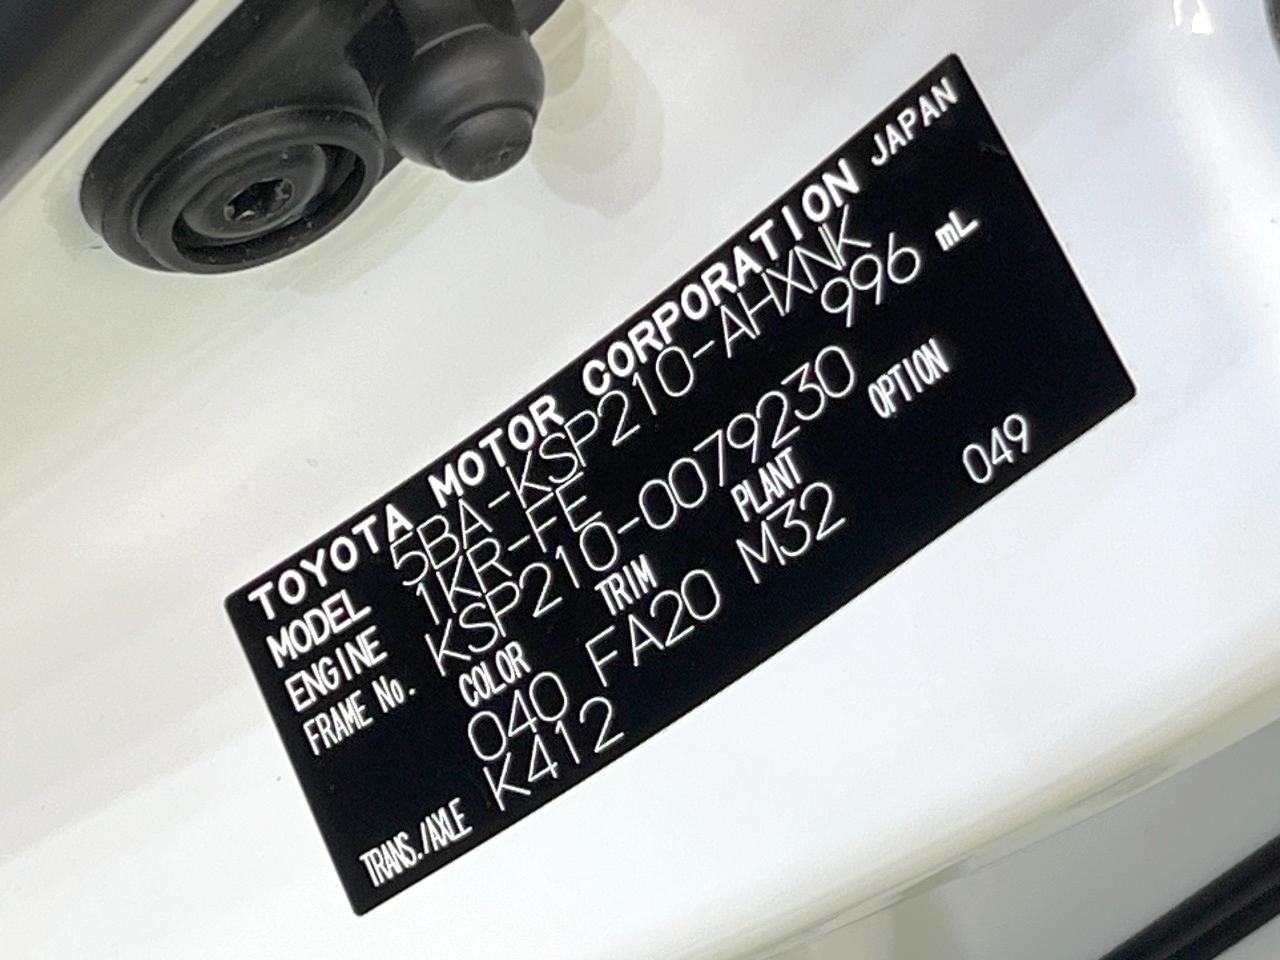 TOYOTA MOTOR CORPORATION JAPAN
MODEL 5BA-KSP210-AHXNK
ENGINE 1KR-FE 996 mL
FRAME No. KSP210-0079230
COLOR TRIM PLANT OPTION
040 FA20 M32 049
TRANS./AXLE K412